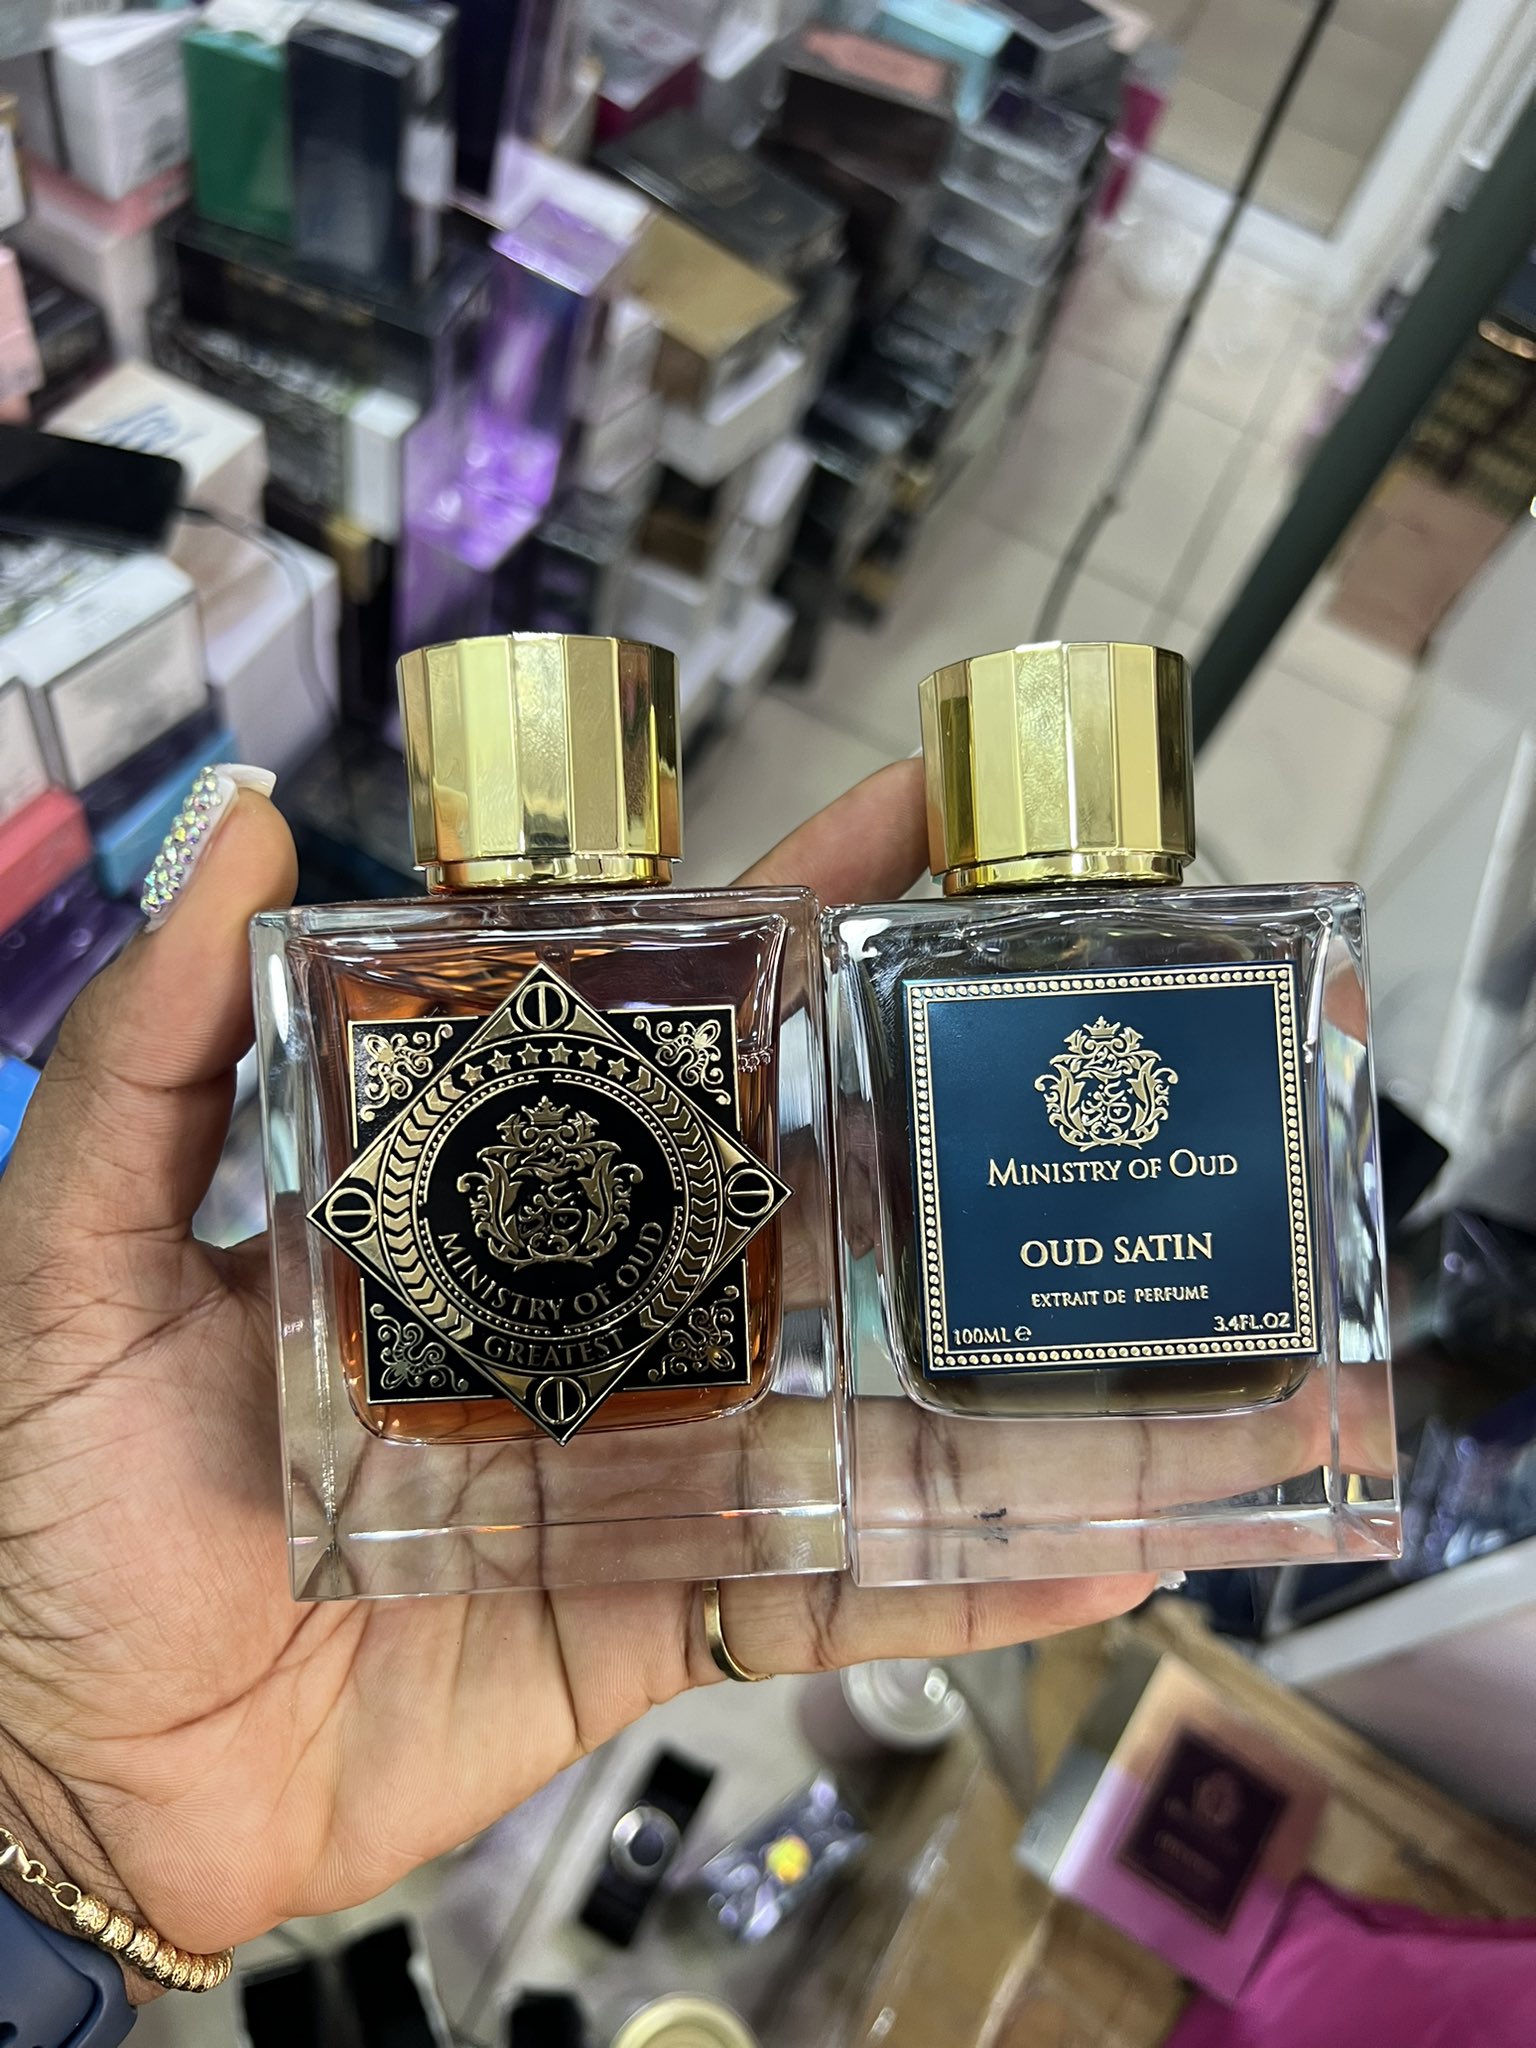 MINISTRY OF OUD
GREATEST
MINISTRY OF OUD
OUD SATIN
EXTRAIT DE PERFUME
100ML ℮
3.4FL.OZ